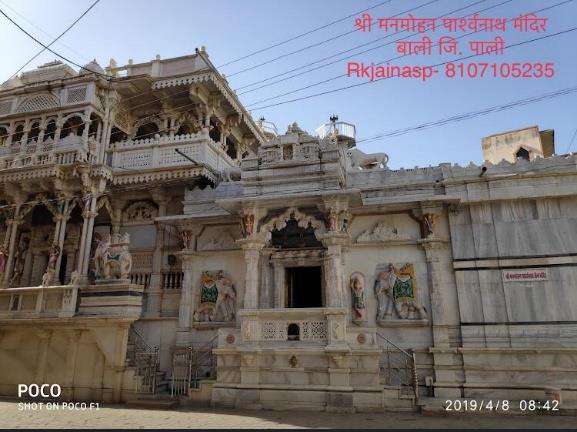 श्री मनमोहन पार्श्वनाथ मंदिर
बाली जि. पाली
Rkjainasp- 8107105235
POCO
SHOT ON POCO F1
2019/4/8 08:42